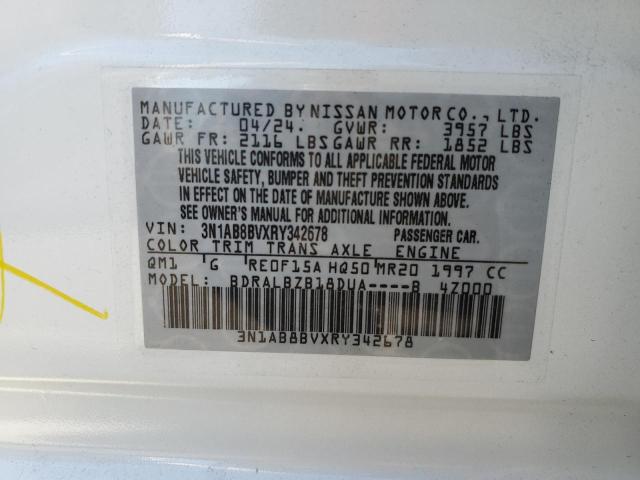 MANUFACTURED BY NISSAN MOTOR CO., LTD.
DATE: 04/24. GVWR: 3957 LBS
GAWR FR: 2116 LBS GAWR RR: 1852 LBS
THIS VEHICLE CONFORMS TO ALL APPLICABLE FEDERAL MOTOR
VEHICLE SAFETY, BUMPER AND THEFT PREVENTION STANDARDS
IN EFFECT ON THE DATE OF MANUFACTURE SHOWN ABOVE.
SEE OWNER'S MANUAL FOR ADDITIONAL INFORMATION.
VIN: 3N1AB8BVXRY342678 PASSENGER CAR.
COLOR TRIM TRANS AXLE ENGINE
QM1 G RE0F15A HQ50 MR20 1997 CC
MODEL: BDRALBZB18DUA----B 4Z000
3N1AB8BVXRY342678